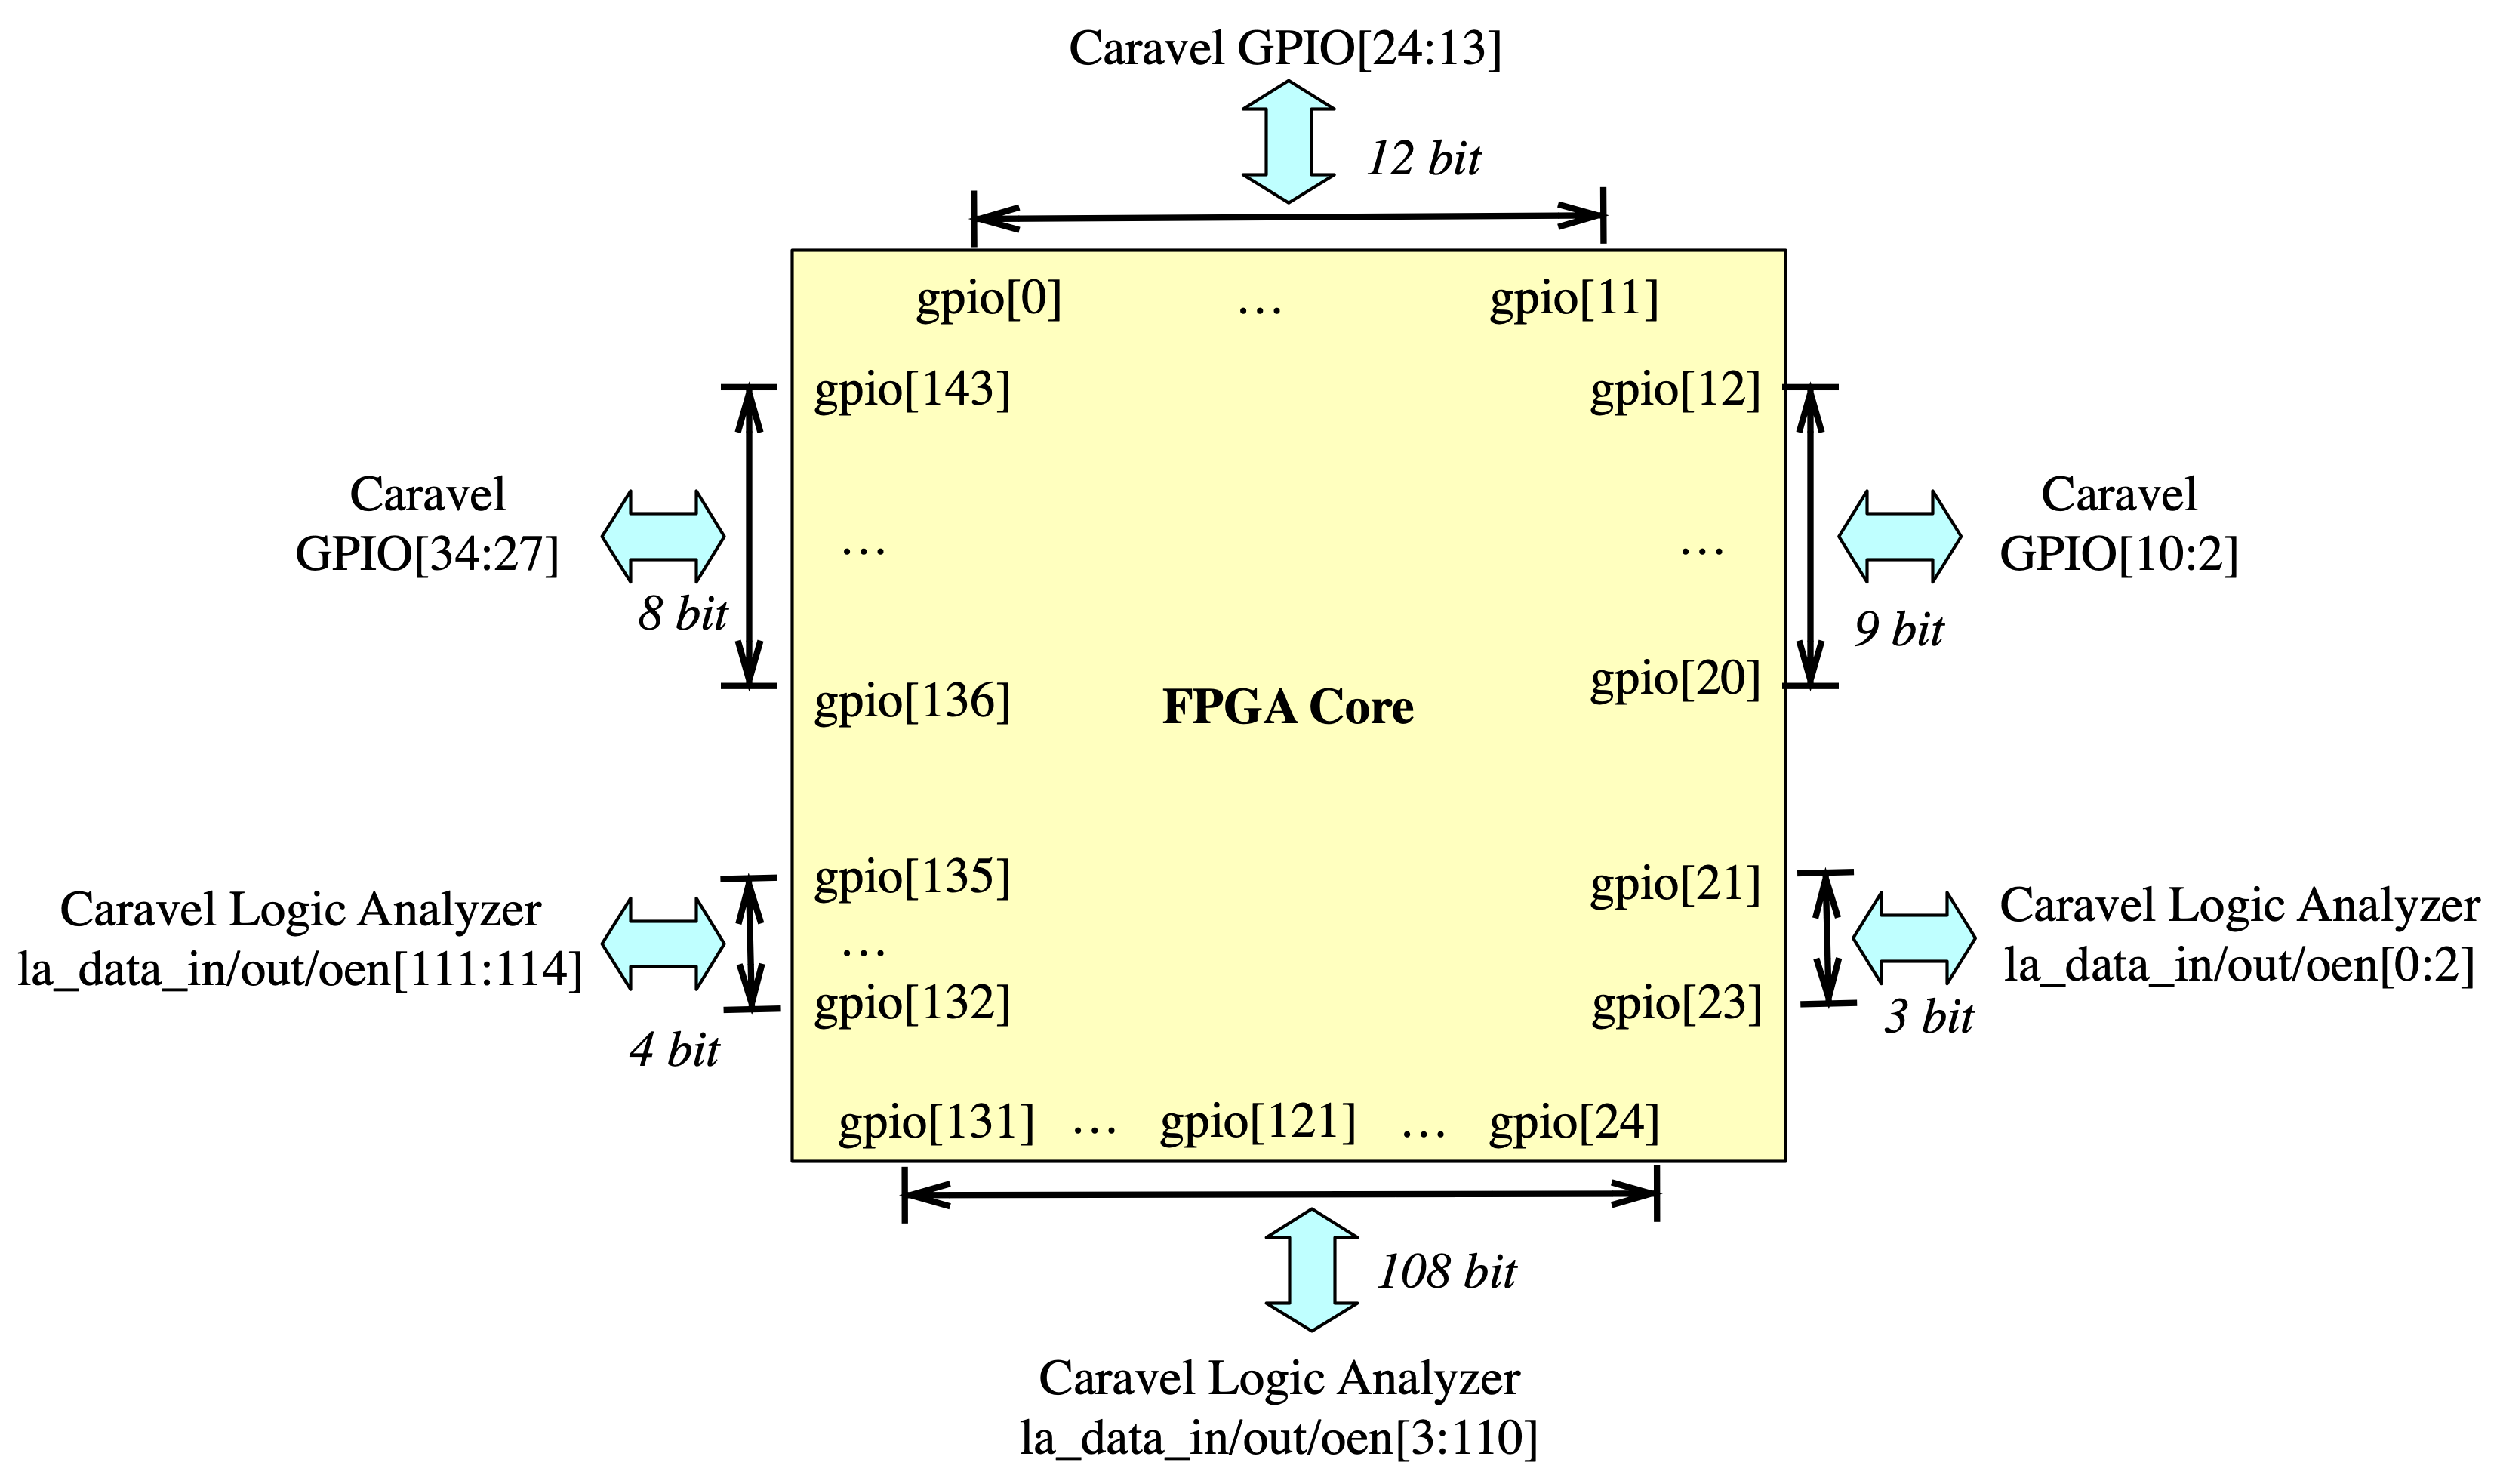 Caravel GPIO[24:13]
12 bit
gpio[0] ... gpio[11]
gpio[143] gpio[12]
Caravel
GPIO[34:27]
8 bit
...
...
Caravel
GPIO[10:2]
9 bit
gpio[136] FPGA Core gpio[20]
gpio[135] gpio[21]
Caravel Logic Analyzer
la_data_in/out/oen[111:114]
4 bit
...
Caravel Logic Analyzer
la_data_in/out/oen[0:2]
3 bit
gpio[132] gpio[23]
gpio[131] ... gpio[121] ... gpio[24]
108 bit
Caravel Logic Analyzer
la_data_in/out/oen[3:110]